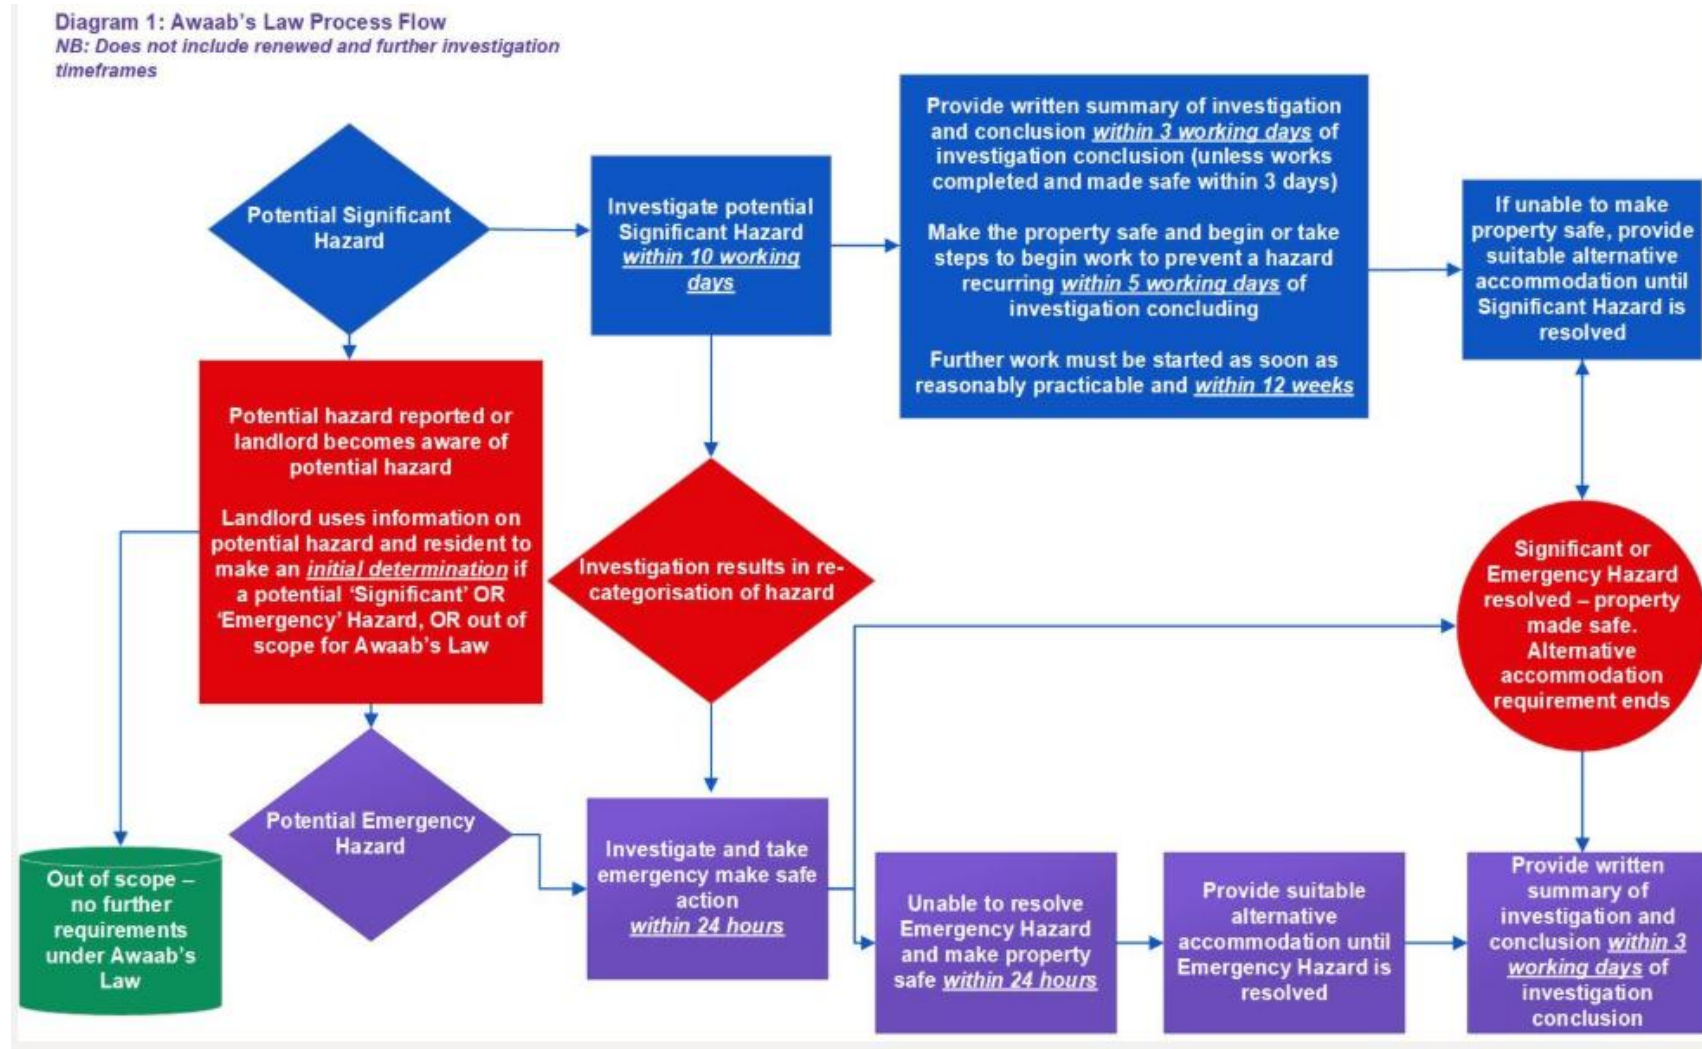 Diagram 1: Awaab’s Law Process Flow
NB: Does not include renewed and further investigation
timeframes
Potential Significant
Hazard
Investigate potential
Significant Hazard
within 10 working
days
Provide written summary of investigation
and conclusion within 3 working days of
investigation conclusion (unless works
completed and made safe within 3 days)
Make the property safe and begin or take
steps to begin work to prevent a hazard
recurring within 5 working days of
investigation concluding
Further work must be started as soon as
reasonably practicable and within 12 weeks
If unable to make
property safe, provide
suitable alternative
accommodation until
Significant Hazard is
resolved
Potential hazard reported or
landlord becomes aware of
potential hazard
Landlord uses information on
potential hazard and resident to
make an initial determination if
a potential ‘Significant’ OR
‘Emergency’ Hazard, OR out of
scope for Awaab’s Law
Investigation results in re-
categorisation of hazard
Significant or
Emergency Hazard
resolved – property
made safe.
Alternative
accommodation
requirement ends
Potential Emergency
Hazard
Out of scope –
no further
requirements
under Awaab’s
Law
Investigate and take
emergency make safe
action
within 24 hours
Unable to resolve
Emergency Hazard
and make property
safe within 24 hours
Provide suitable
alternative
accommodation until
Emergency Hazard is
resolved
Provide written
summary of
investigation and
conclusion within 3
working days of
investigation
conclusion